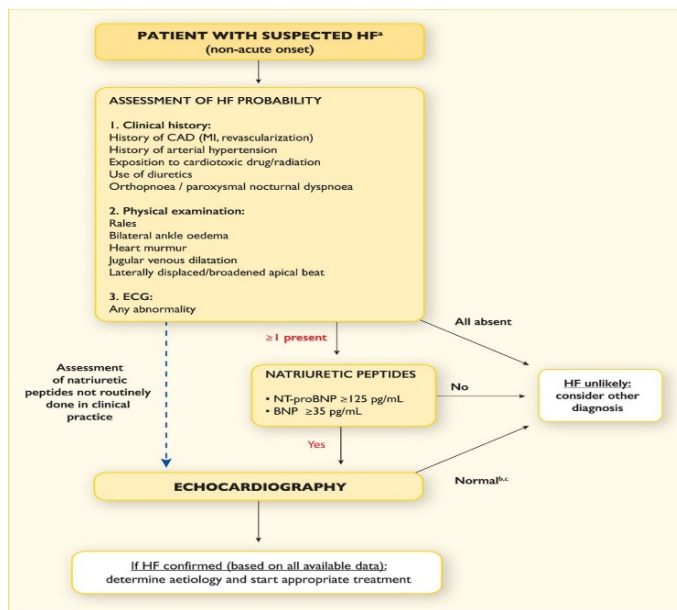 PATIENT WITH SUSPECTED HFᵃ
(non-acute onset)
ASSESSMENT OF HF PROBABILITY
1. Clinical history:
History of CAD (MI, revascularization)
History of arterial hypertension
Exposition to cardiotoxic drug/radiation
Use of diuretics
Orthopnoea / paroxysmal nocturnal dyspnoea
2. Physical examination:
Rales
Bilateral ankle oedema
Heart murmur
Jugular venous dilatation
Laterally displaced/broadened apical beat
3. ECG:
Any abnormality
≥1 present
All absent
Assessment
of natriuretic
peptides not routinely
done in clinical
practice
NATRIURETIC PEPTIDES
• NT-proBNP ≥125 pg/mL
• BNP ≥35 pg/mL
No
HF unlikely:
consider other
diagnosis
Yes
Normalᵇ,ᶜ
ECHOCARDIOGRAPHY
If HF confirmed (based on all available data):
determine aetiology and start appropriate treatment